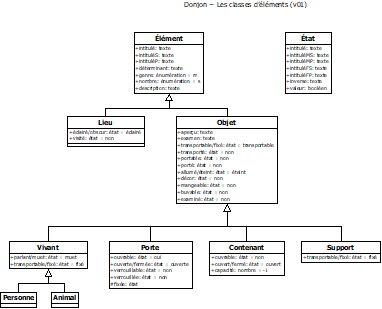 Donjon – Les classes d'éléments (v01)
Élément
+intitulé: texte
+intituléS: texte
+intituléP: texte
+déterminant: texte
+genre: énumération = m
+nombre: énumération = s
+description: texte
État
+intitulé: texte
+intituléMS: texte
+intituléMP: texte
+intituléFS: texte
+intituléFP: texte
+inverse: texte
+valeur: booléen
Lieu
+éclairé/obscur: état = éclairé
+visité: état = non
Objet
+aperçu: texte
+examen: texte
+transportable/fixé: état = transportable
+transporté: état = non
+portable: état = non
+porté: état = non
+allumé/éteint: état = éteint
+décor: état = non
+mangeable: état = non
+buvable: état = non
+examiné: état = non
Vivant
+parlant/muet: état = muet
+transportable/fixé: état = fixé
Porte
+ouvrable: état = oui
+ouverte/fermée: état = ouverte
+verrouillable: état = non
+verrouillée: état = non
#fixée: état
Contenant
+ouvrable: état = non
+ouvert/fermé: état = ouvert
+capacité: nombre = -1
Support
+transportable/fixé: état = fixé
Personne
Animal